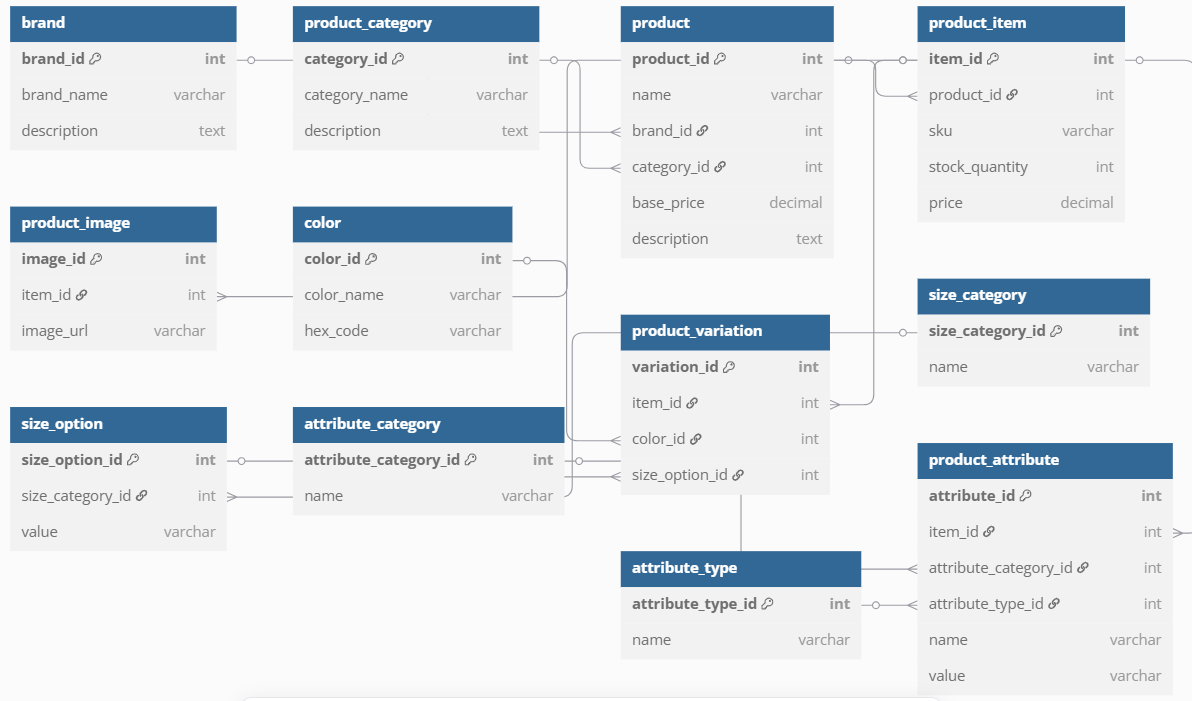 brand
brand_id int
brand_name varchar
description text
product_category
category_id int
category_name varchar
description text
product
product_id int
name varchar
brand_id int
category_id int
base_price decimal
description text
product_item
item_id int
product_id int
sku varchar
stock_quantity int
price decimal
product_image
image_id int
item_id int
image_url varchar
color
color_id int
color_name varchar
hex_code varchar
size_category
size_category_id int
name varchar
product_variation
variation_id int
item_id int
color_id int
size_option_id int
size_option
size_option_id int
size_category_id int
value varchar
attribute_category
attribute_category_id int
name varchar
product_attribute
attribute_id int
item_id int
attribute_category_id int
attribute_type_id int
name varchar
value varchar
attribute_type
attribute_type_id int
name varchar